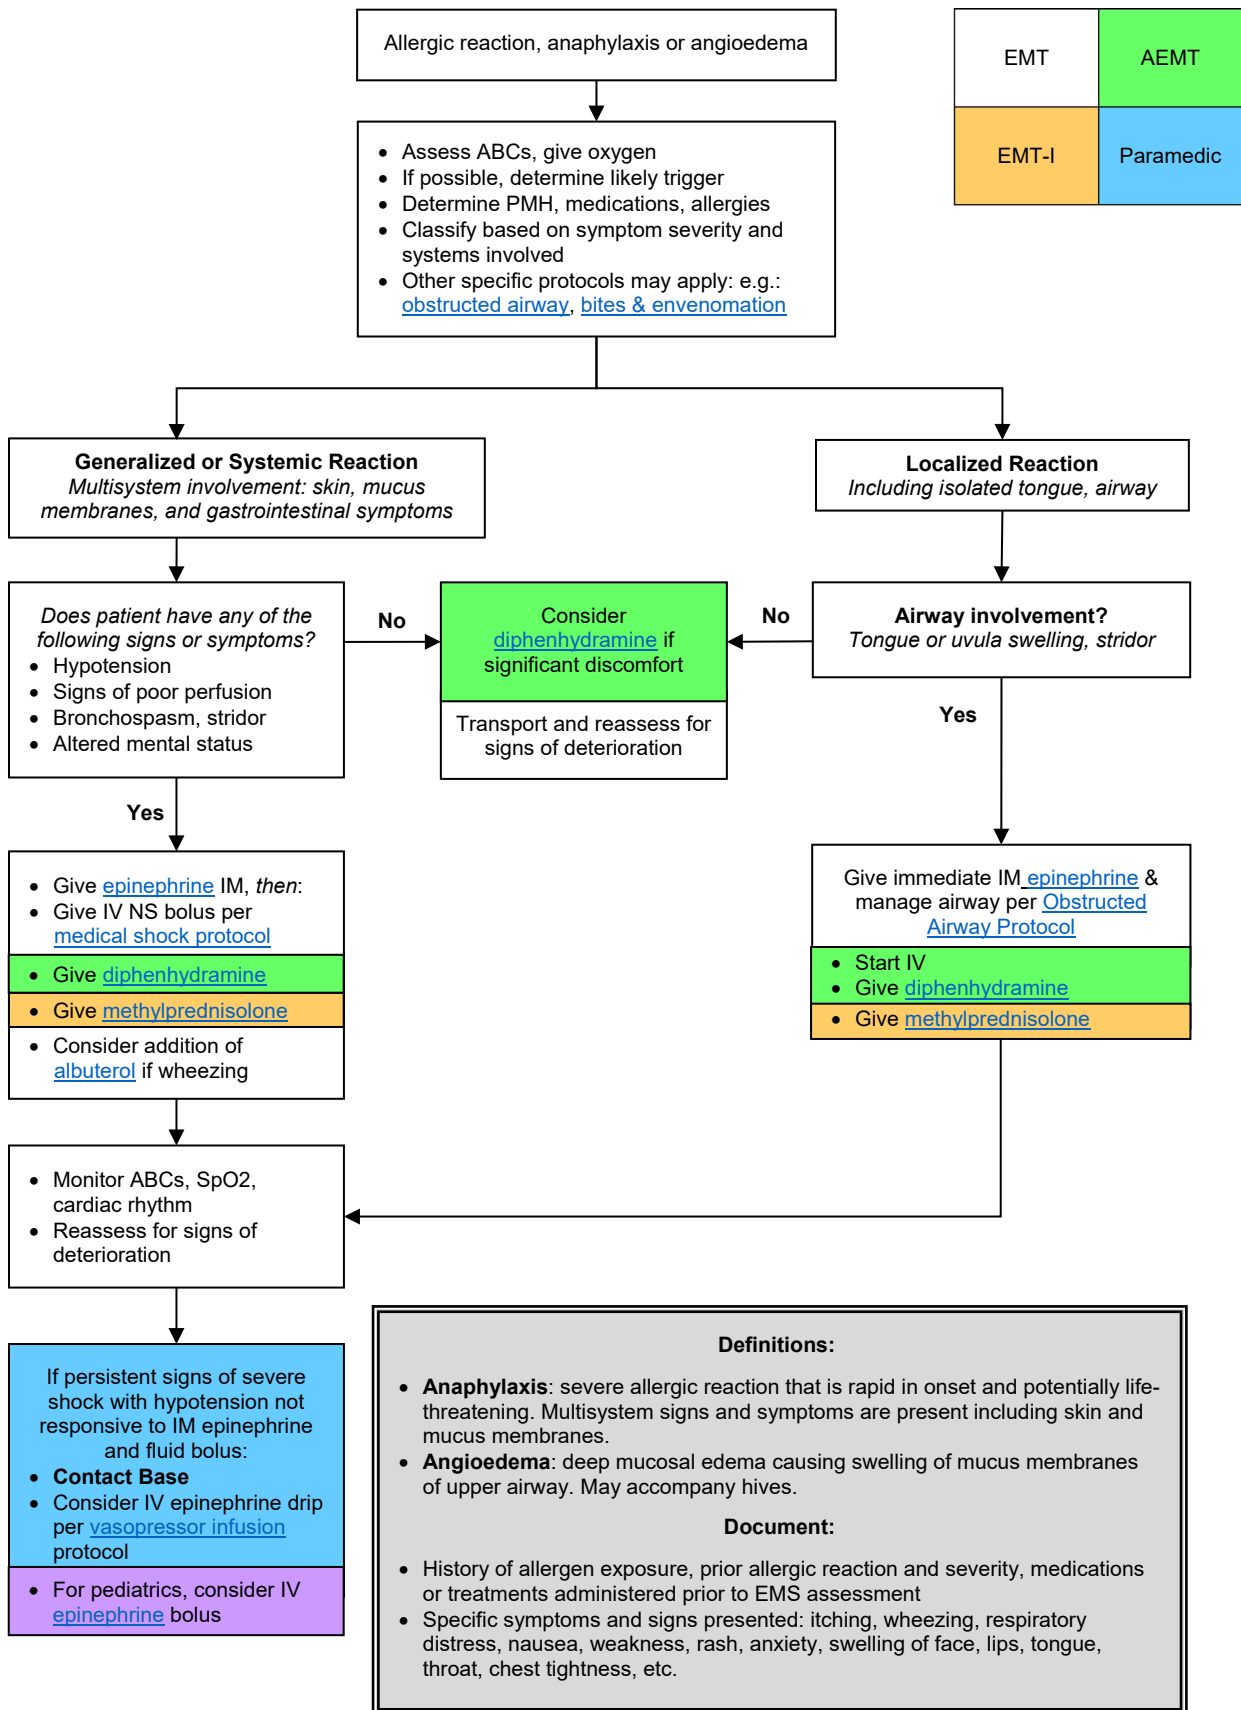 Allergic reaction, anaphylaxis or angioedema
EMT
AEMT
EMT-I
Paramedic
• Assess ABCs, give oxygen
• If possible, determine likely trigger
• Determine PMH, medications, allergies
• Classify based on symptom severity and
systems involved
• Other specific protocols may apply: e.g.:
obstructed airway, bites & envenomation
Generalized or Systemic Reaction
Multisystem involvement: skin, mucus
membranes, and gastrointestinal symptoms
Localized Reaction
Including isolated tongue, airway
Does patient have any of the
following signs or symptoms?
• Hypotension
• Signs of poor perfusion
• Bronchospasm, stridor
• Altered mental status
No
Consider
diphenhydramine if
significant discomfort
Transport and reassess for
signs of deterioration
No
Airway involvement?
Tongue or uvula swelling, stridor
Yes
Yes
• Give epinephrine IM, then:
• Give IV NS bolus per
medical shock protocol
• Give diphenhydramine
• Give methylprednisolone
• Consider addition of
albuterol if wheezing
Give immediate IM epinephrine &
manage airway per Obstructed
Airway Protocol
• Start IV
• Give diphenhydramine
• Give methylprednisolone
• Monitor ABCs, SpO2,
cardiac rhythm
• Reassess for signs of
deterioration
If persistent signs of severe
shock with hypotension not
responsive to IM epinephrine
and fluid bolus:
• Contact Base
• Consider IV epinephrine drip
per vasopressor infusion
protocol
• For pediatrics, consider IV
epinephrine bolus
Definitions:
• Anaphylaxis: severe allergic reaction that is rapid in onset and potentially life-
threatening. Multisystem signs and symptoms are present including skin and
mucus membranes.
• Angioedema: deep mucosal edema causing swelling of mucus membranes
of upper airway. May accompany hives.
Document:
• History of allergen exposure, prior allergic reaction and severity, medications
or treatments administered prior to EMS assessment
• Specific symptoms and signs presented: itching, wheezing, respiratory
distress, nausea, weakness, rash, anxiety, swelling of face, lips, tongue,
throat, chest tightness, etc.